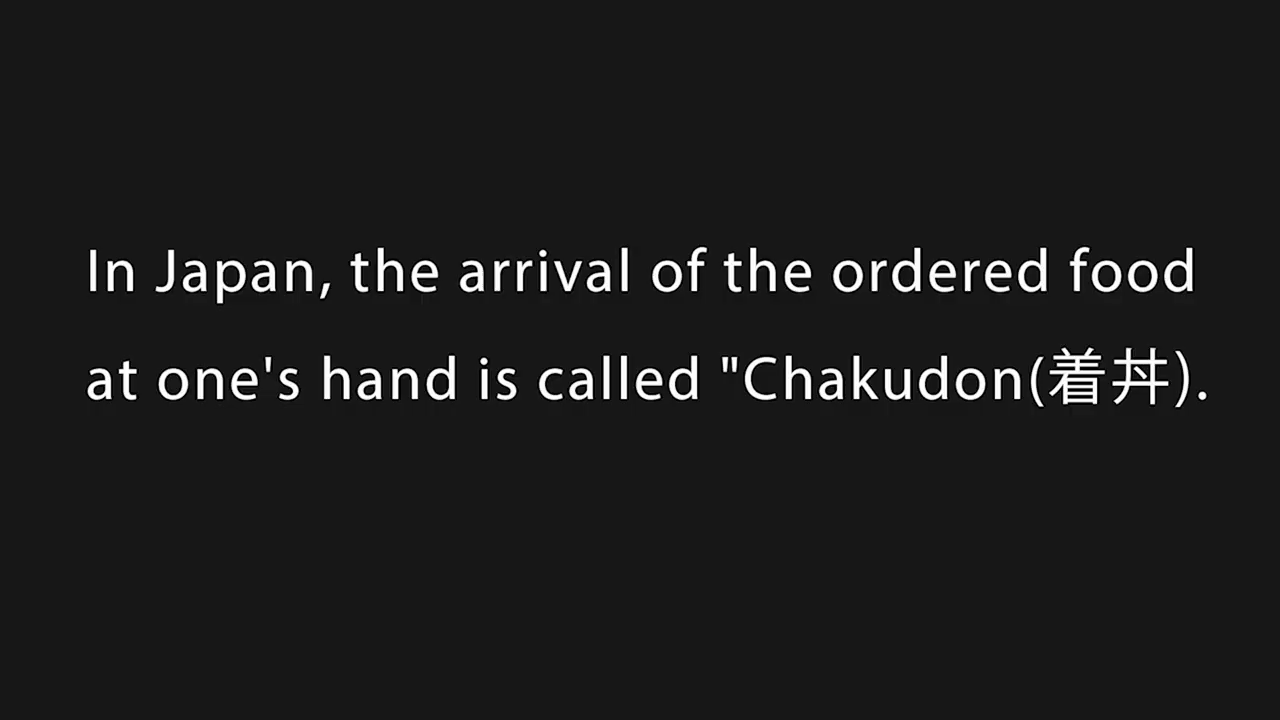 In Japan, the arrival of the ordered food
at one's hand is called "Chakudon(着丼).